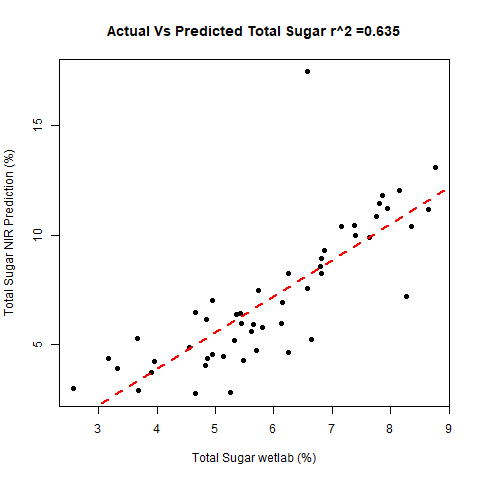 Actual Vs Predicted Total Sugar r^2 =0.635
Total Sugar NIR Prediction (%)
15
10
5
3 4 5 6 7 8 9
Total Sugar wetlab (%)